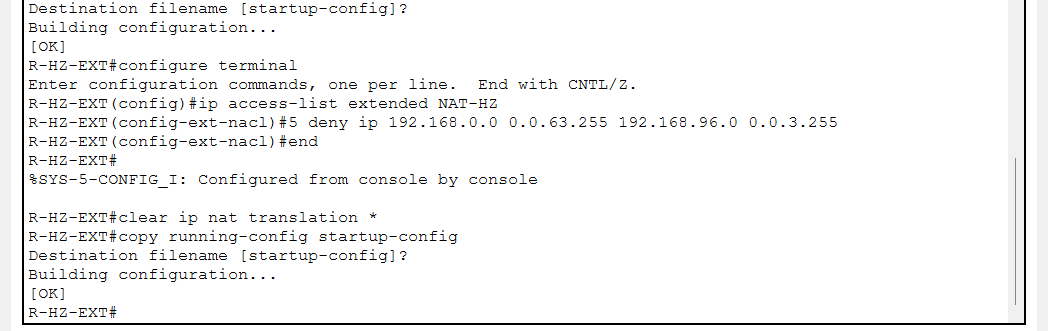 Destination filename [startup-config]?
Building configuration...
[OK]
R-HZ-EXT#configure terminal
Enter configuration commands, one per line.  End with CNTL/Z.
R-HZ-EXT(config)#ip access-list extended NAT-HZ
R-HZ-EXT(config-ext-nacl)#5 deny ip 192.168.0.0 0.0.63.255 192.168.96.0 0.0.3.255
R-HZ-EXT(config-ext-nacl)#end
R-HZ-EXT#
%SYS-5-CONFIG_I: Configured from console by console
R-HZ-EXT#clear ip nat translation *
R-HZ-EXT#copy running-config startup-config
Destination filename [startup-config]?
Building configuration...
[OK]
R-HZ-EXT#